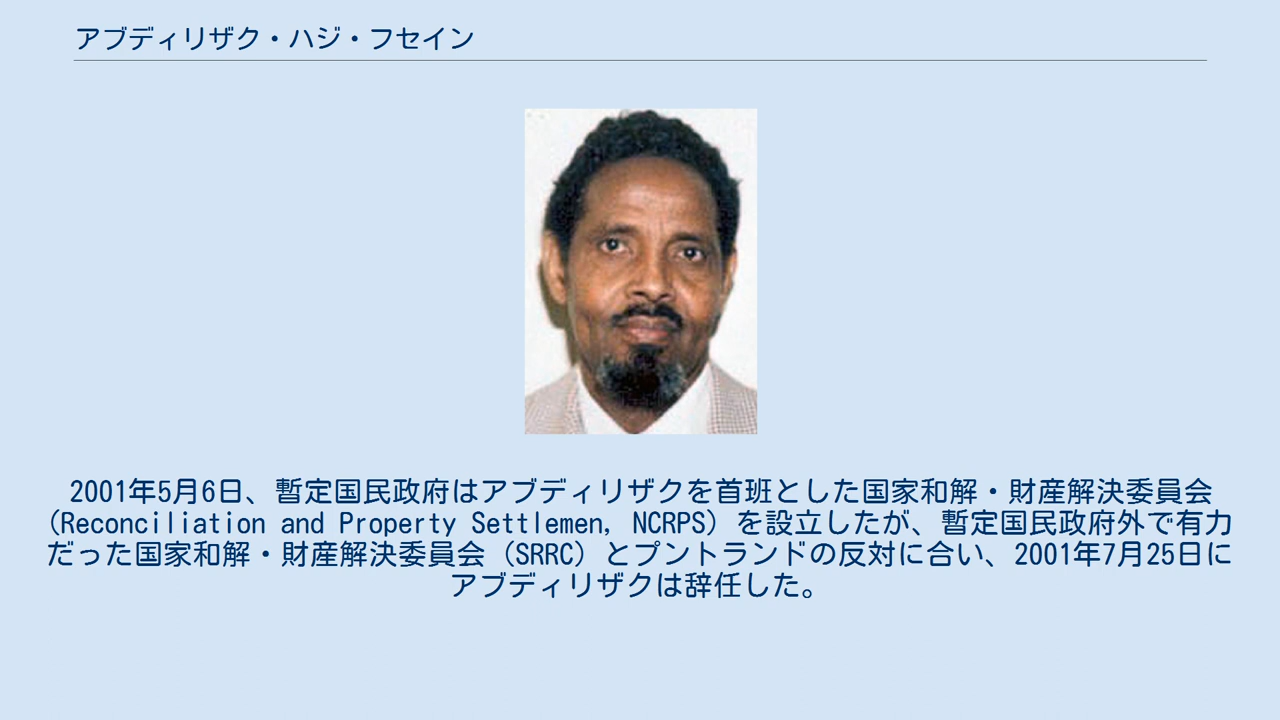 アブディリザク・ハジ・フセイン
2001年5月6日、暫定国民政府はアブディリザクを首班とした国家和解・財産解決委員会
（Reconciliation and Property Settlemen, NCRPS）を設立したが、暫定国民政府外で有力
だった国家和解・財産解決委員会（SRRC）とプントランドの反対に合い、2001年7月25日に
アブディリザクは辞任した。